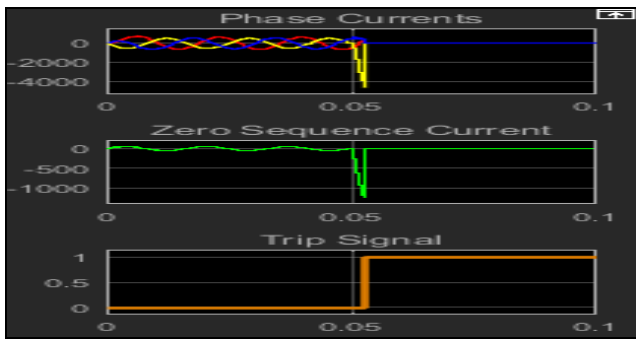 Phase Currents
0
-2000
-4000
0 0.05 0.1
Zero Sequence Current
0
-500
-1000
0 0.05 0.1
Trip Signal
1
0.5
0
0 0.05 0.1